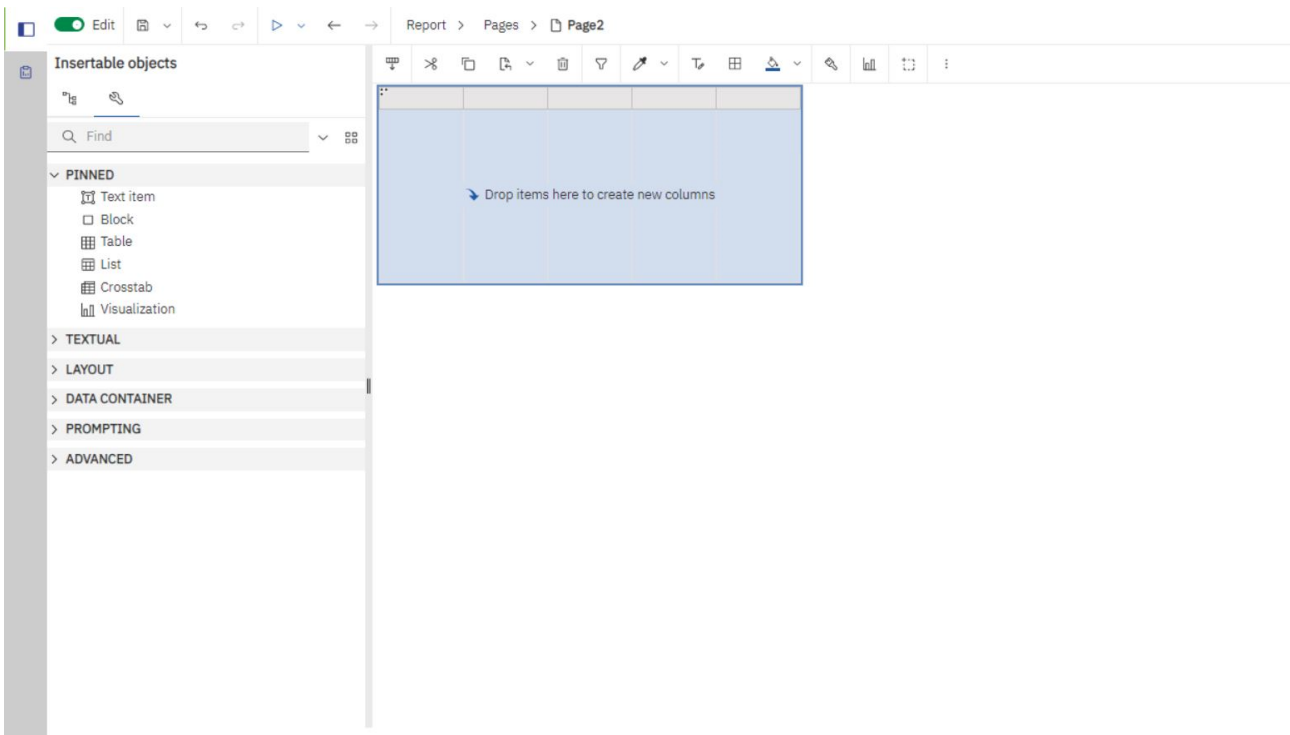 Edit
Report > Pages > Page2
Insertable objects
Find
PINNED
Text item
Block
Table
List
Crosstab
Visualization
TEXTUAL
LAYOUT
DATA CONTAINER
PROMPTING
ADVANCED
Drop items here to create new columns